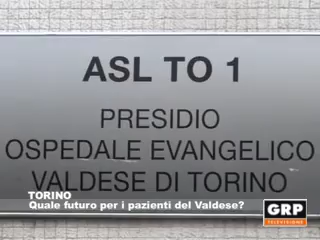 ASL TO 1
PRESIDIO
OSPEDALE EVANGELICO
VALDESE DI TORINO
TORINO
Quale futuro per i pazienti del Valdese?
GRP
TELEVISIONE